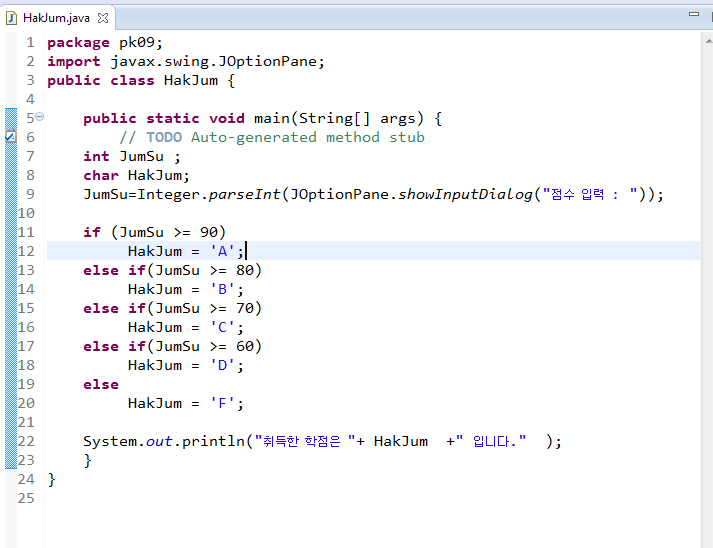 HakJum.java
1 package pk09;
2 import javax.swing.JOptionPane;
3 public class HakJum {
4
5 public static void main(String[] args) {
6 // TODO Auto-generated method stub
7 int JumSu ;
8 char HakJum;
9 JumSu=Integer.parseInt(JOptionPane.showInputDialog("점수 입력 : "));
10
11 if (JumSu >= 90)
12 HakJum = 'A';
13 else if(JumSu >= 80)
14 HakJum = 'B';
15 else if(JumSu >= 70)
16 HakJum = 'C';
17 else if(JumSu >= 60)
18 HakJum = 'D';
19 else
20 HakJum = 'F';
21
22 System.out.println("취득한 학점은 "+ HakJum  +" 입니다."  );
23 }
24 }
25